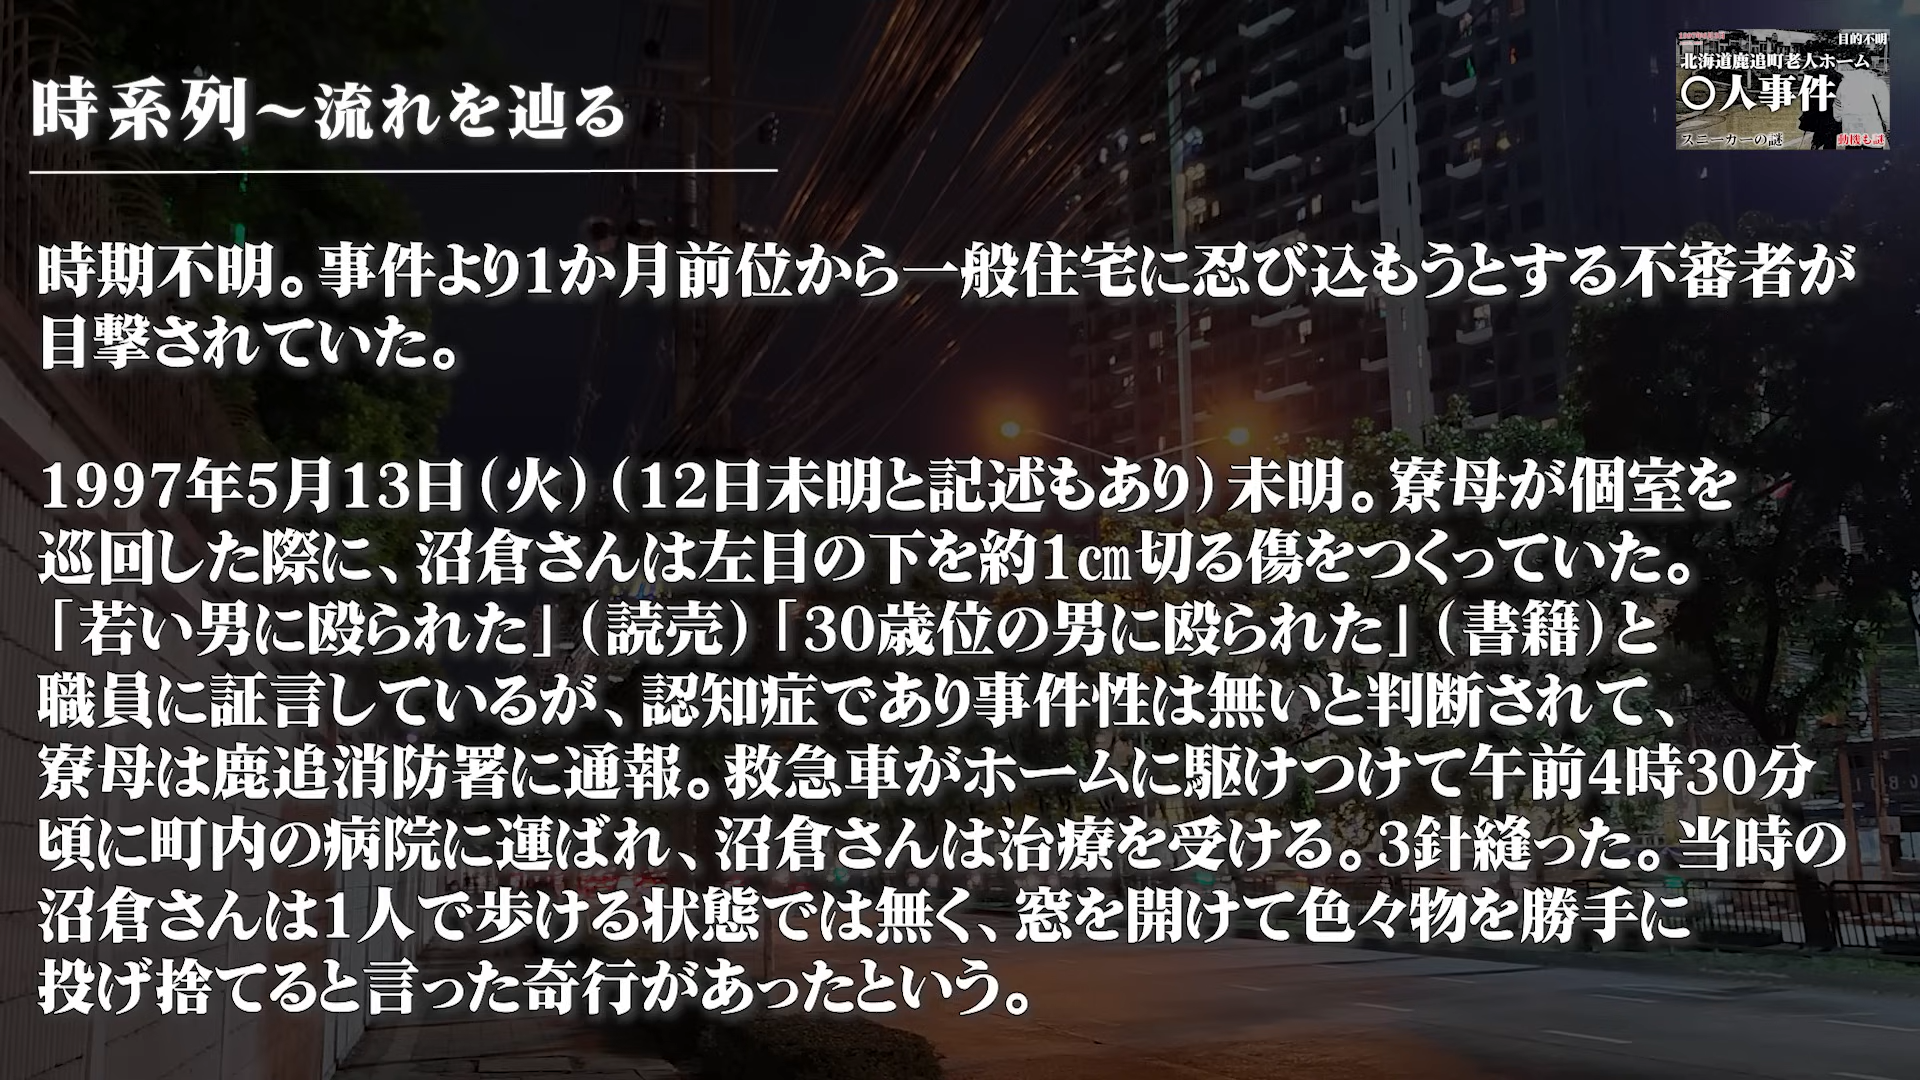 時系列～流れを辿る
1997年6月3日
目的不明
北海道鹿追町老人ホーム
〇人事件
スニーカーの謎
動機も謎
時期不明。事件より1か月前位から一般住宅に忍び込もうとする不審者が
目撃されていた。
1997年5月13日（火）（12日未明と記述もあり）未明。寮母が個室を
巡回した際に、沼倉さんは左目の下を約1㎝切る傷をつくっていた。
「若い男に殴られた」（読売）「30歳位の男に殴られた」（書籍）と
職員に証言しているが、認知症であり事件性は無いと判断されて、
寮母は鹿追消防署に通報。救急車がホームに駆けつけて午前4時30分
頃に町内の病院に運ばれ、沼倉さんは治療を受ける。3針縫った。当時の
沼倉さんは1人で歩ける状態では無く、窓を開けて色々物を勝手に
投げ捨てると言った奇行があったという。